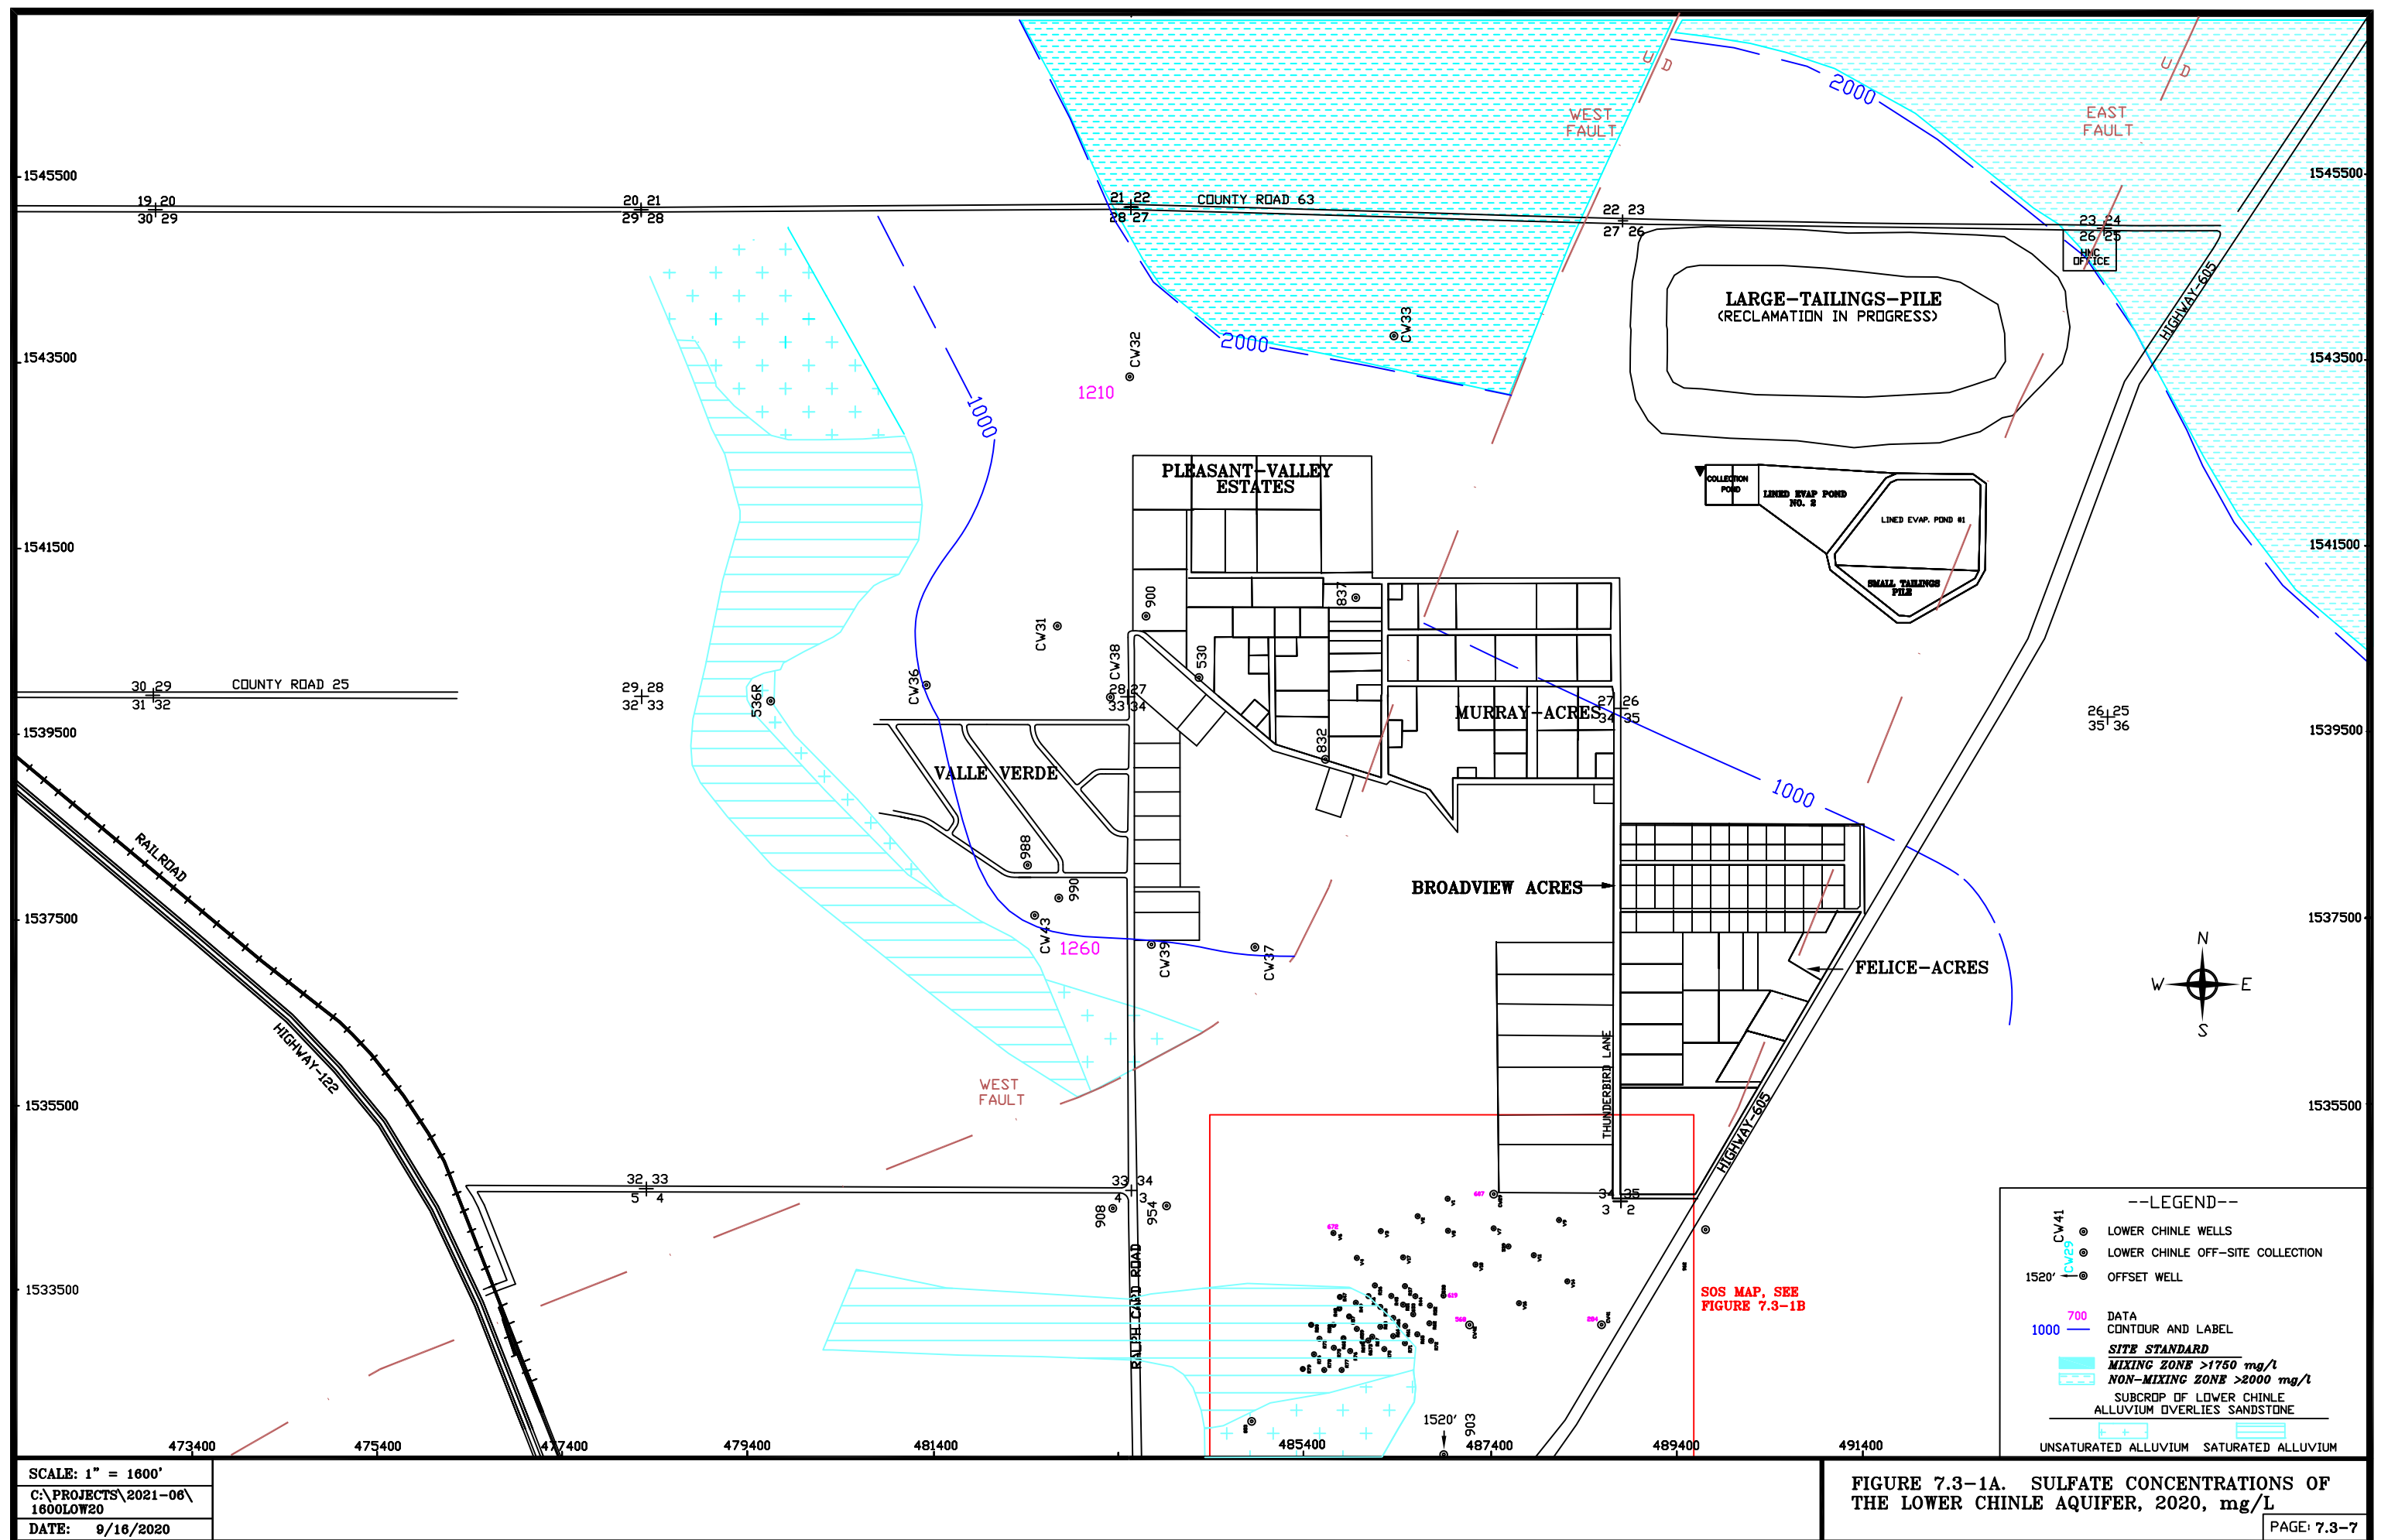 U D
U D
WEST
FAULT
EAST
FAULT
2000
1545500
1545500
19 20
30 29
20 21
29 28
21 22
28 27
COUNTY ROAD 63
22 23
27 26
23 24
26 25
HMC
OFFICE
HIGHWAY-605
LARGE-TAILINGS-PILE
(RECLAMATION IN PROGRESS)
1543500
1543500
CW32
CW33
2000
1210
1000
PLEASANT-VALLEY
ESTATES
COLLECTION
POND
LINED EVAP POND
NO. 2
LINED EVAP. POND #1
SMALL TAILINGS
PILE
1541500
1541500
CW31
900
837
CW38
530
CW36
536R
832
30 29
31 32
COUNTY ROAD 25
29 28
32 33
28 27
33 34
27 26
34 35
26 25
35 36
MURRAY-ACRES
1539500
1539500
VALLE VERDE
1000
RAILROAD
988
990
CW43
CW39
CW37
1260
BROADVIEW ACRES
1537500
1537500
FELICE-ACRES
N
W E
S
HIGHWAY-122
THUNDERBIRD LANE
WEST
FAULT
1535500
1535500
HIGHWAY-605
32 33
5 4
33 34
4 3
34 35
3 2
908
954
RALPH CARD ROAD
607
672
619
568
284
1533500
SOS MAP, SEE
FIGURE 7.3-1B
1520'
903
473400
475400
477400
479400
481400
485400
487400
489400
491400
--LEGEND--
CW41
LOWER CHINLE WELLS
CW29
LOWER CHINLE OFF-SITE COLLECTION
1520'
OFFSET WELL
700 DATA
1000 CONTOUR AND LABEL
SITE STANDARD
MIXING ZONE >1750 mg/l
NON-MIXING ZONE >2000 mg/l
SUBCROP OF LOWER CHINLE
ALLUVIUM OVERLIES SANDSTONE
UNSATURATED ALLUVIUM SATURATED ALLUVIUM
SCALE: 1" = 1600'
C:\PROJECTS\2021-06\
1600LOW20
DATE: 9/16/2020
FIGURE 7.3-1A. SULFATE CONCENTRATIONS OF
THE LOWER CHINLE AQUIFER, 2020, mg/L
PAGE: 7.3-7